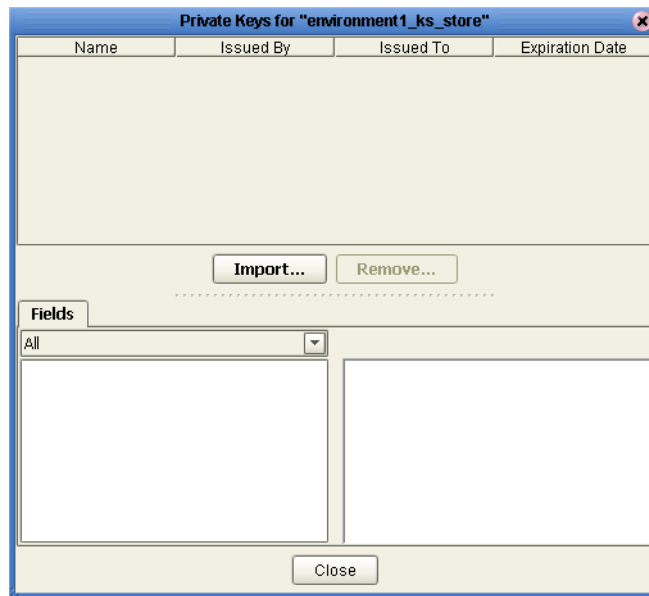 Private Keys for "environment1_ks_store"
Name Issued By Issued To Expiration Date
Import... Remove...
Fields
All
Close